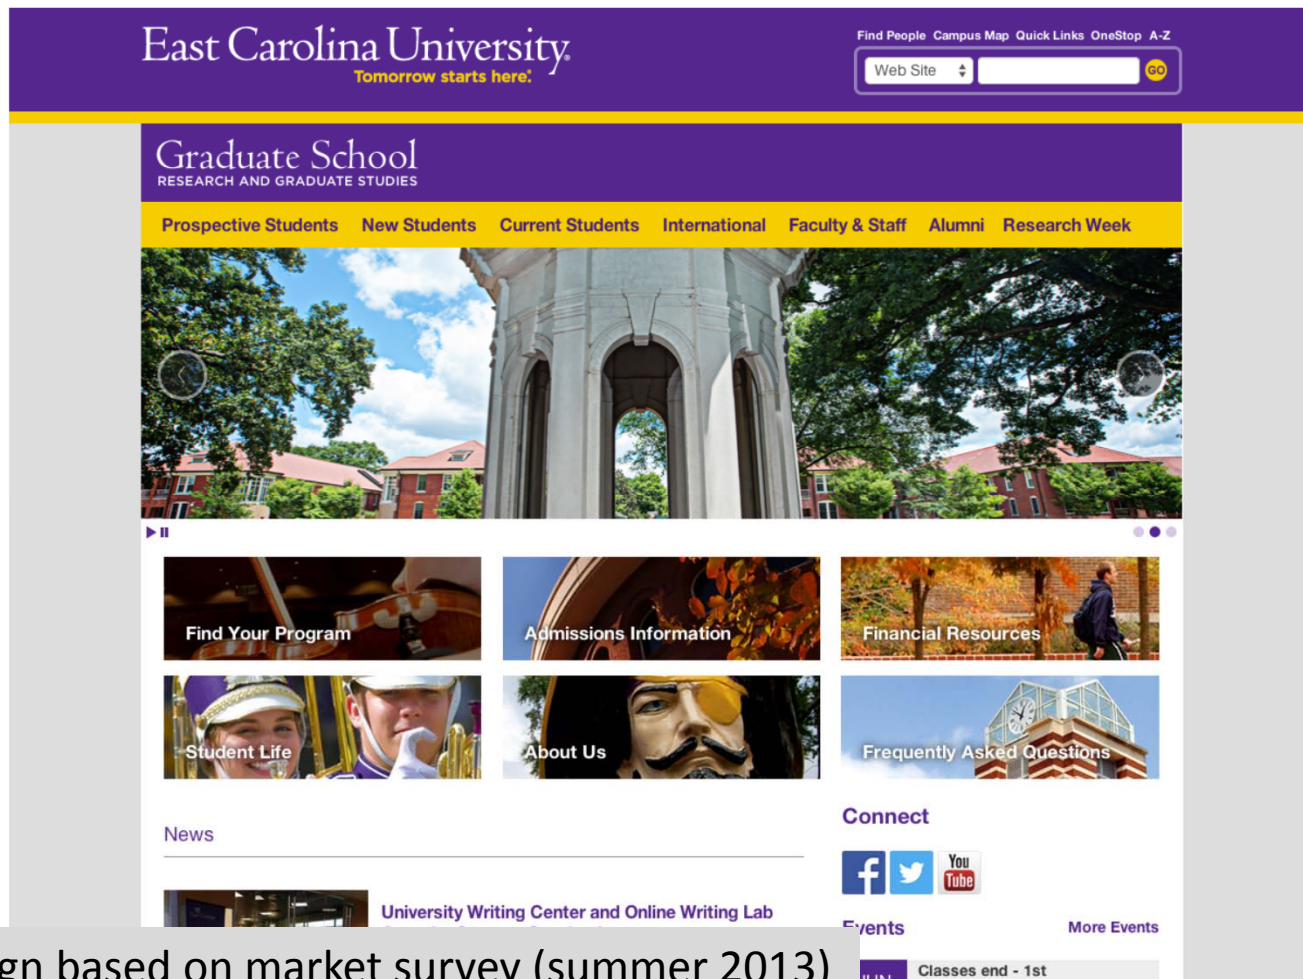 East Carolina University®
Tomorrow starts here.
Find People Campus Map Quick Links OneStop A-Z
Web Site GO
Graduate School
RESEARCH AND GRADUATE STUDIES
Prospective Students New Students Current Students International Faculty & Staff Alumni Research Week
Find Your Program
Admissions Information
Financial Resources
Student Life
About Us
Frequently Asked Questions
News
Connect
f
You
Tube
University Writing Center and Online Writing Lab
Events More Events
Classes end - 1st
based on market survey (summer 2013)